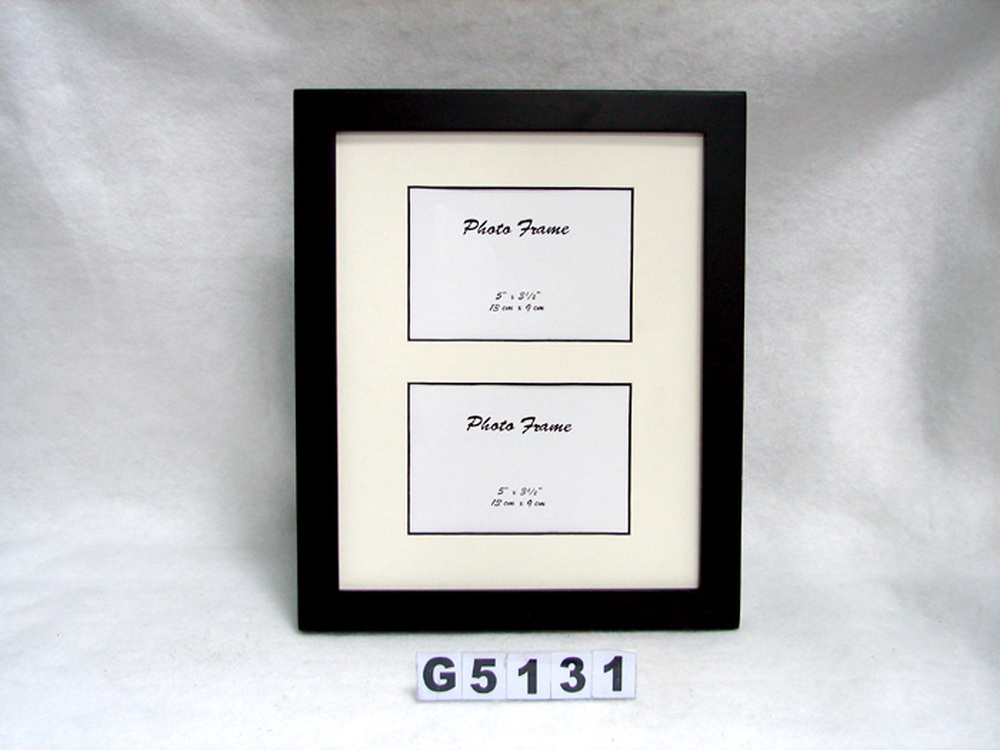 Photo Frame
5" x 3½"
13 cm x 9 cm
Photo Frame
5" x 3½"
13 cm x 9 cm
G5131